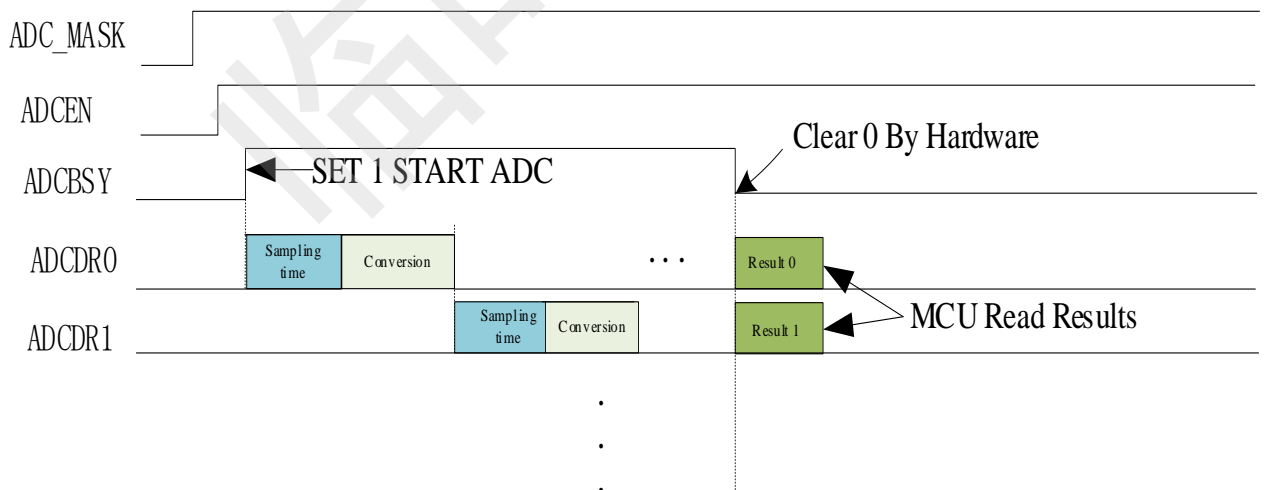 ADC_MASK
ADCEN
Clear 0 By Hardware
ADCBSY
SET 1 START ADC
ADCDR0
Sampling
time
Conversion
...
Result 0
MCU Read Results
ADCDR1
Sampling
time
Conversion
Result 1
.
.
.